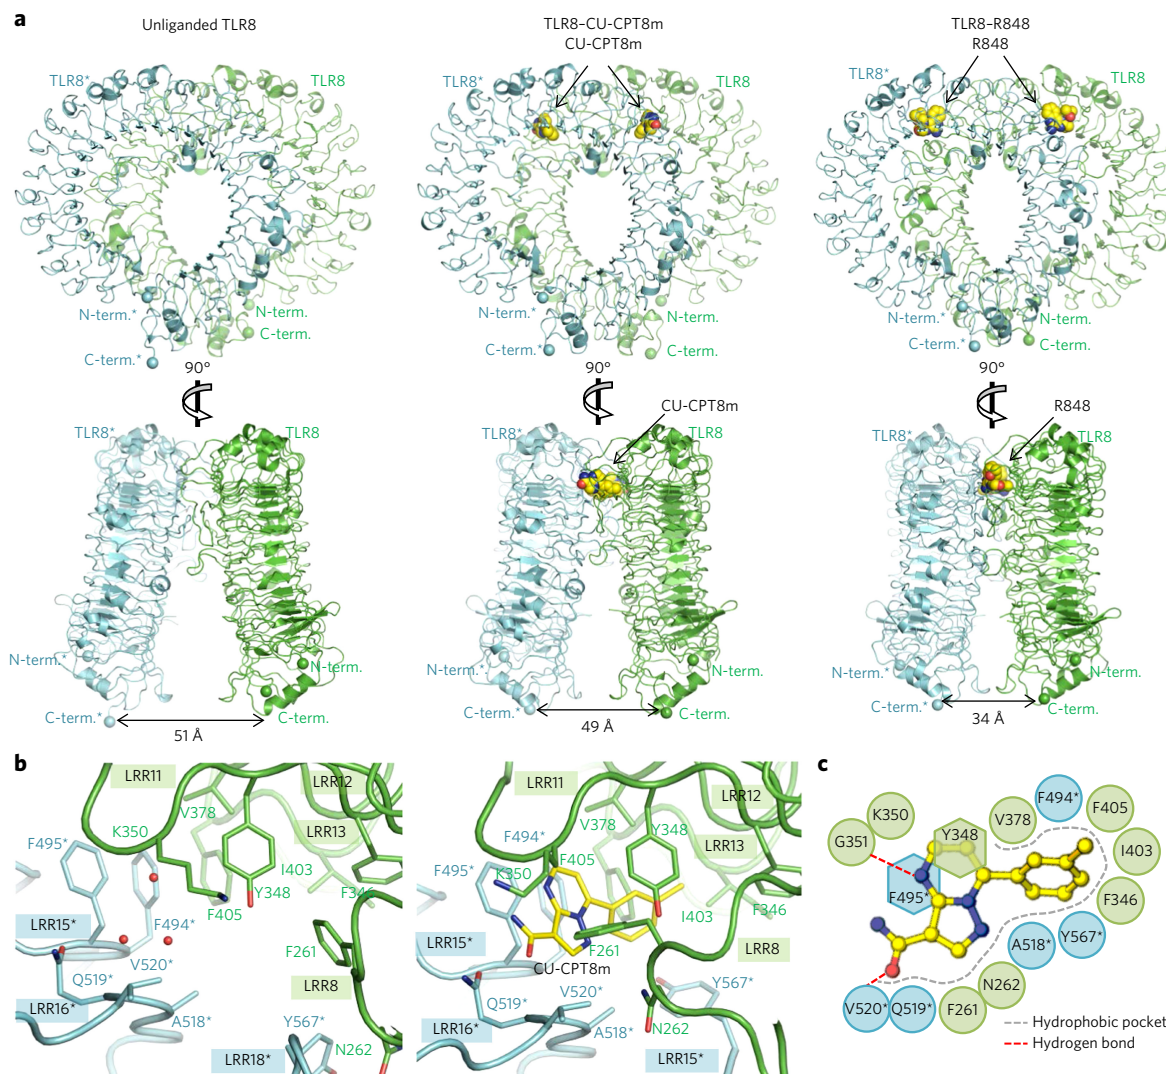 a
Unliganded TLR8
TLR8–CU-CPT8m
CU-CPT8m
TLR8–R848
R848
TLR8*
TLR8
TLR8*
TLR8
TLR8*
TLR8
N-term.*
N-term.
C-term.
C-term.*
N-term.*
N-term.
C-term.*
C-term.
N-term.*
N-term.
C-term.*
C-term.
90°
90°
90°
CU-CPT8m
R848
TLR8*
TLR8
TLR8*
TLR8
TLR8*
TLR8
N-term.*
N-term.
C-term.*
C-term.
51 Å
N-term.*
N-term.
C-term.*
C-term.
49 Å
N-term.*
N-term.
C-term.*
C-term.
34 Å
b
LRR11
LRR12
V378
K350
LRR13
F495*
I403
Y348
F346
F405
LRR15*
F494*
F261
V520*
Q519*
LRR8
LRR16*
A518*
Y567*
LRR18*
N262
LRR11
LRR12
V378
F494*
Y348
LRR13
F405
F495*
K350
I403
F346
LRR15*
F261
LRR8
CU-CPT8m
Y567*
Q519*
V520*
LRR16*
A518*
N262
LRR15*
c
F494*
F405
K350
V378
Y348
G351
I403
F495*
F346
Y567*
A518*
N262
V520*
Q519*
F261
Hydrophobic pocket
Hydrogen bond